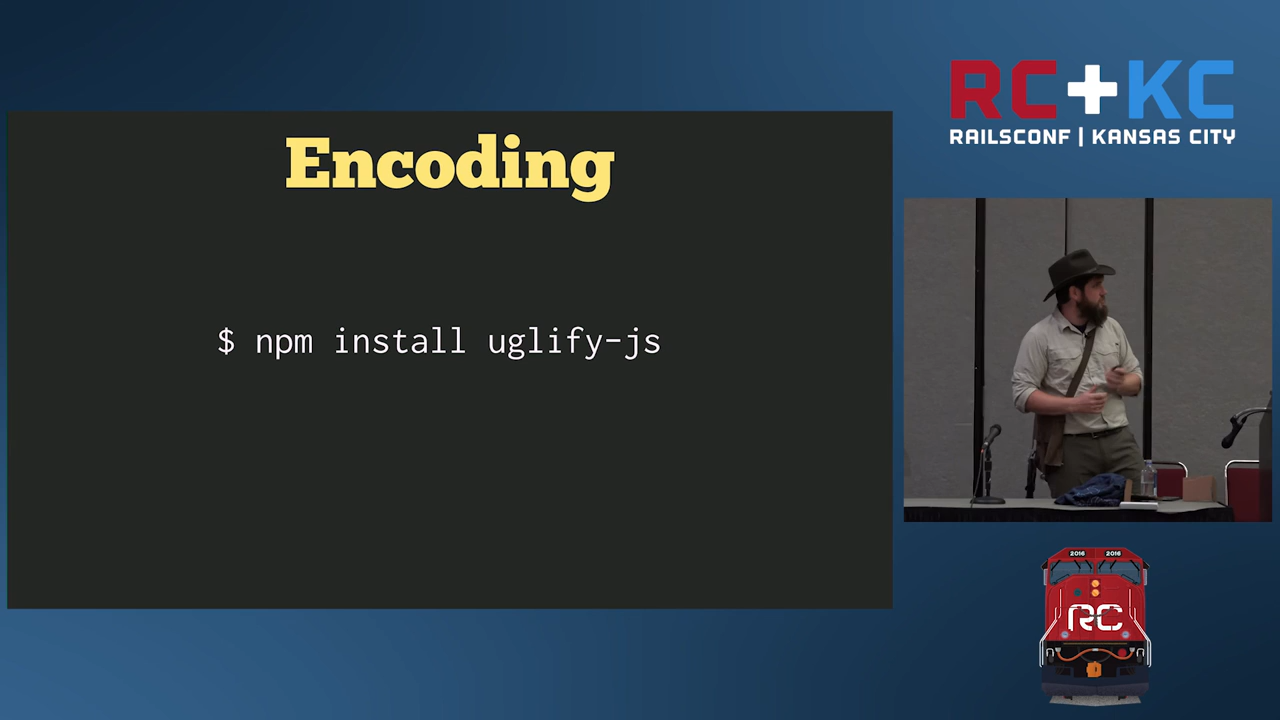 Encoding
$ npm install uglify-js
RC+KC
RAILSCONF | KANSAS CITY
2016 2016
RC